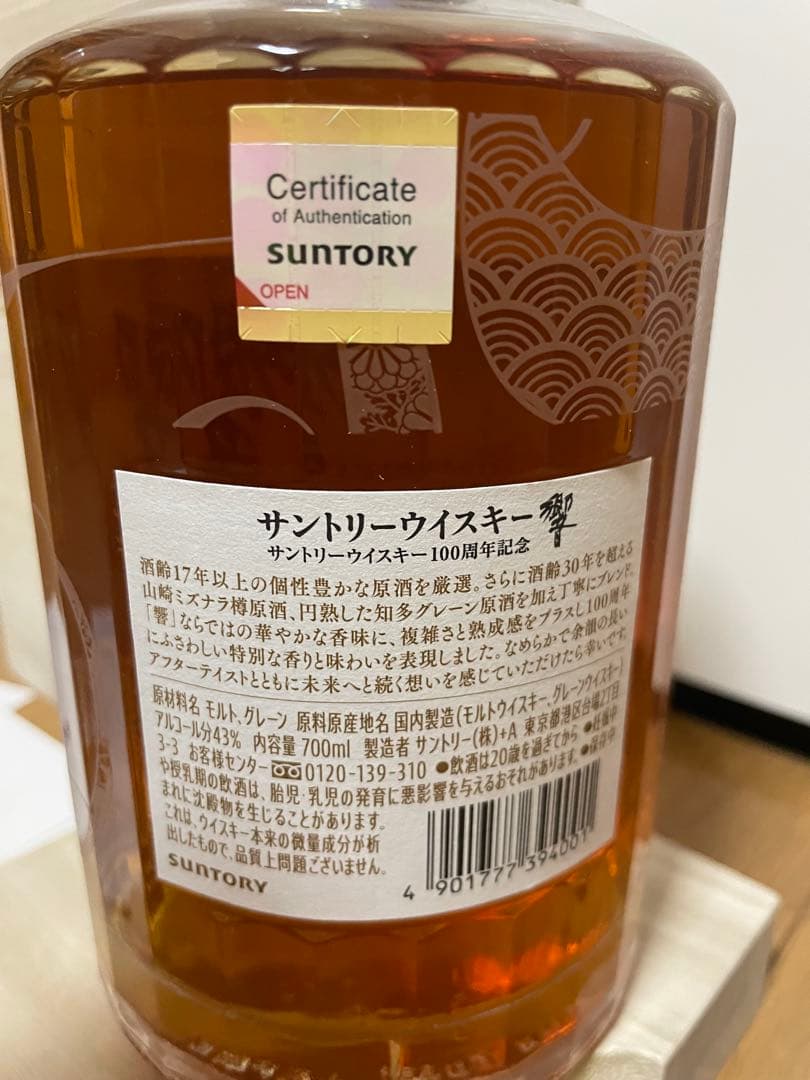 Certificate
of Authentication
SUNTORY
OPEN
サントリーウイスキー 響
サントリーウイスキー100周年記念
酒齢17年以上の個性豊かな原酒を厳選。さらに酒齢30年を超える
山崎ミズナラ樽原酒、円熟した知多グレーン原酒を加え丁寧にブレンド。
「響」ならではの華やかな香味に、複雑さと熟成感をプラスし100周年
にふさわしい特別な香りと味わいを表現しました。なめらかで余韻の長い
アフターテイストとともに未来へと続く想いを感じていただけたら幸いです。
原材料名 モルト、グレーン 原料原産地名 国内製造(モルトウイスキー、グレーンウイスキー)
アルコール分43% 内容量 700ml 製造者 サントリー(株)+A 東京都港区台場2丁目
3-3 お客様センター 0120-139-310 ●飲酒は20歳を過ぎてから ●妊娠中
や授乳期の飲酒は、胎児・乳児の発育に悪影響を与えるおそれがあります。 ●保存中
まれに沈殿物を生じることがあります。
これは、ウイスキー本来の微量成分が析
出したもので、品質上問題ございません。
SUNTORY
4 901777 394001
SUNTORY